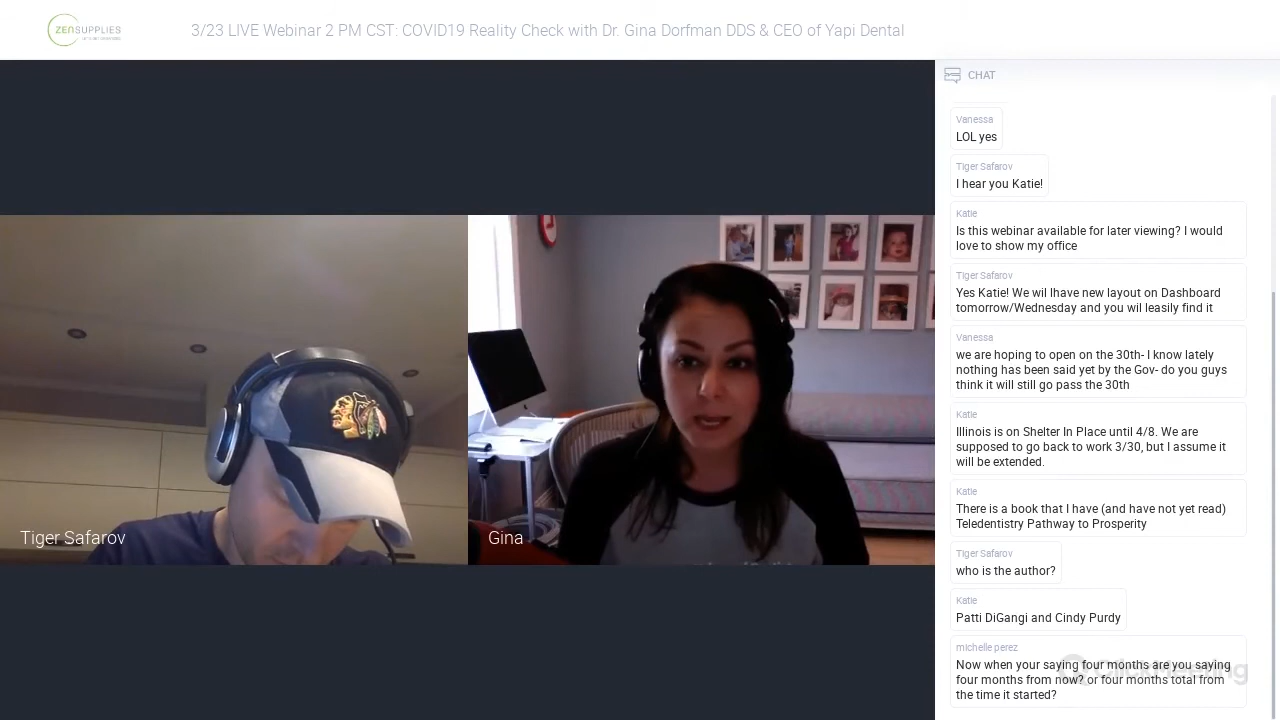 ZENSUPPLIES
3/23 LIVE Webinar 2 PM CST: COVID19 Reality Check with Dr. Gina Dorfman DDS & CEO of Yapi Dental
CHAT
Vanessa
LOL yes
Tiger Safarov
I hear you Katie!
Katie
Is this webinar available for later viewing? I would
love to show my office
Tiger Safarov
Yes Katie! We wil lhave new layout on Dashboard
tomorrow/Wednesday and you wil leasily find it
Vanessa
we are hoping to open on the 30th- I know lately
nothing has been said yet by the Gov- do you guys
think it will still go pass the 30th
Katie
Illinois is on Shelter In Place until 4/8. We are
supposed to go back to work 3/30, but I assume it
will be extended.
Katie
There is a book that I have (and have not yet read)
Teledentistry Pathway to Prosperity
Tiger Safarov
who is the author?
Katie
Patti DiGangi and Cindy Purdy
michelle perez
Now when your saying four months are you saying
four months from now? or four months total from
the time it started?
ClickMeeting
Tiger Safarov
Gina